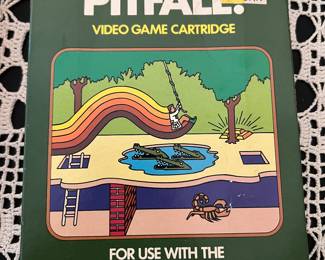 PITFALL!
VIDEO GAME CARTRIDGE
FOR USE WITH THE